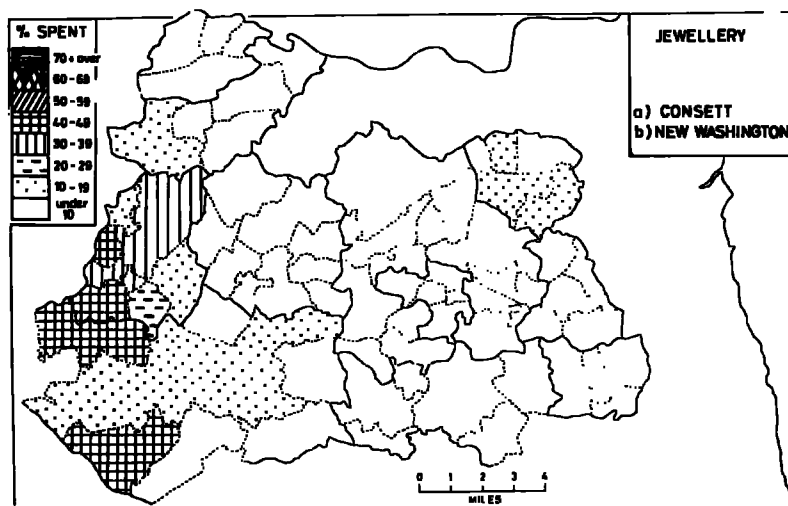 % SPENT
70 + over
60 - 69
50 - 59
40 - 49
30 - 39
20 - 29
10 - 19
under
10
JEWELLERY
a) CONSETT
b) NEW WASHINGTON
0 1 2 3 4
MILES